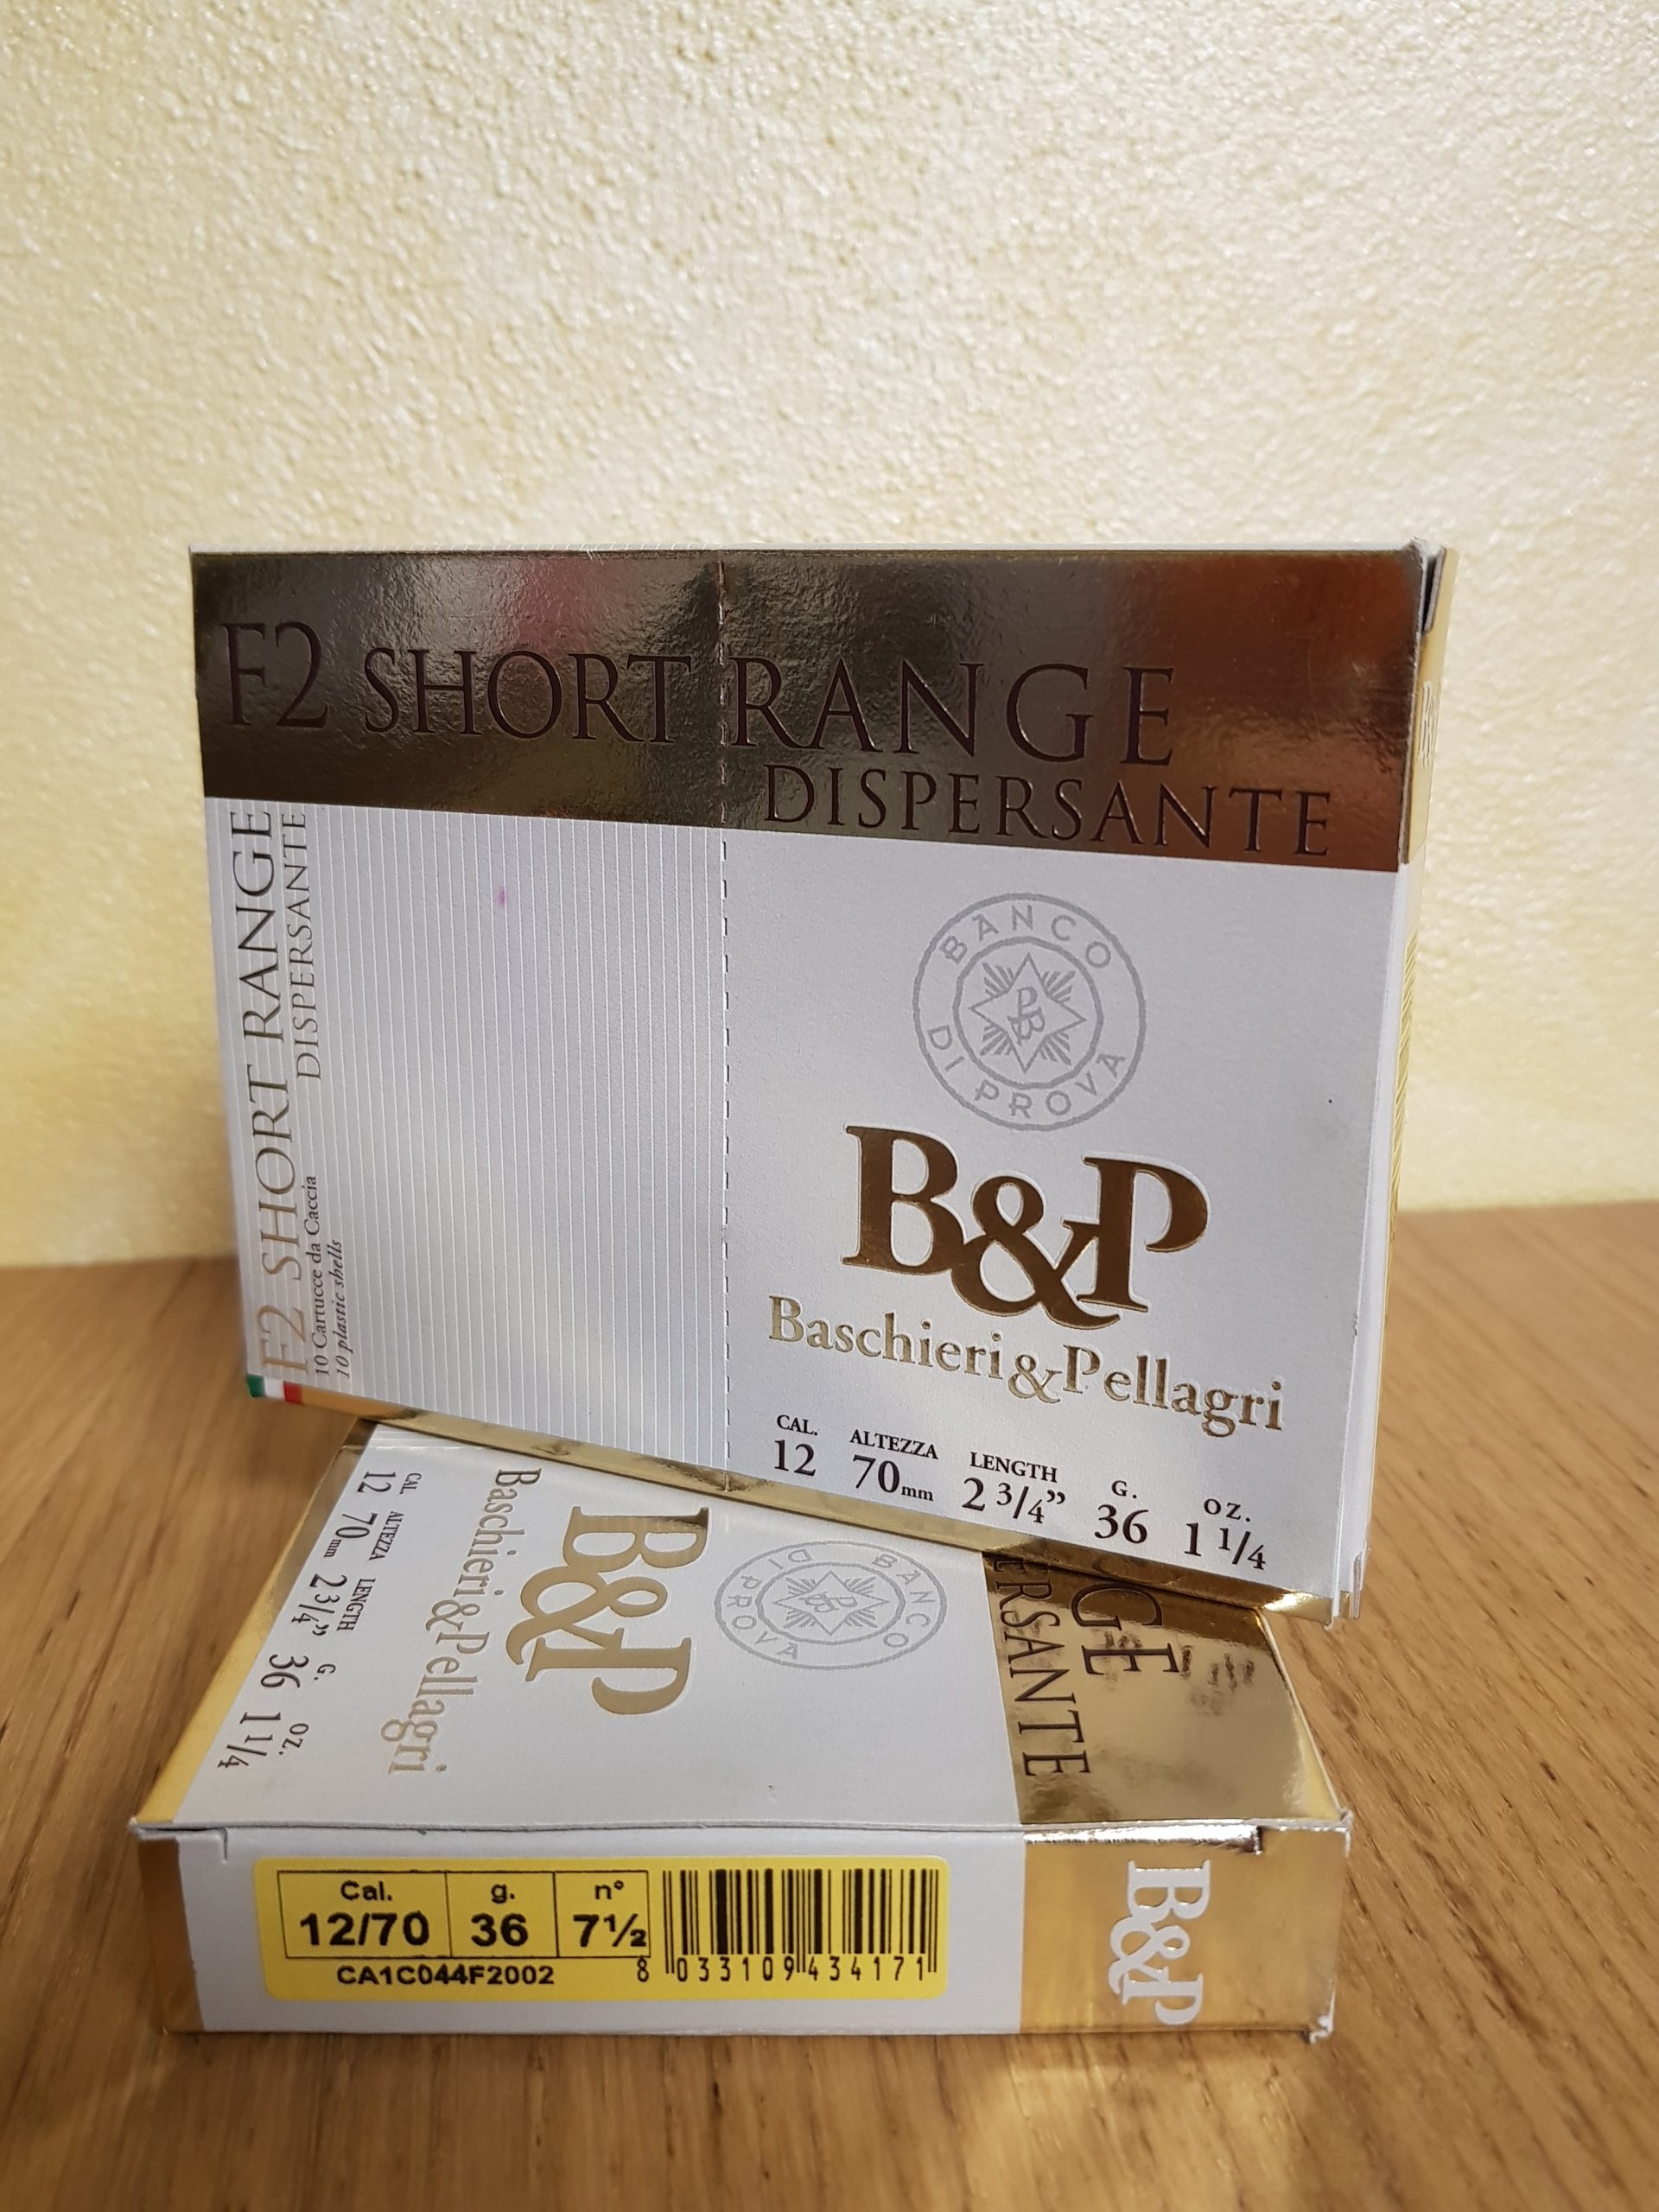 F2 SHORT RANGE
DISPERSANTE
F2 SHORT RANGE
DISPERSANTE
10 Cartucce da Caccia
10 plastic shells
BANCO
DI PROVA
B&P
Baschieri&Pellagri
CAL. ALTEZZA LENGTH G. OZ.
12 70mm 2 3/4” 36 1 1/4
GE
ERSANTE
BANCO
DI PROVA
B&P
Baschieri&Pellagri
CAL. ALTEZZA LENGTH G. OZ.
12 70mm 2 3/4” 36 1 1/4
Cal. g. n°
12/70 36 7½
CA1C044F2002
8 033109 434171
B&P